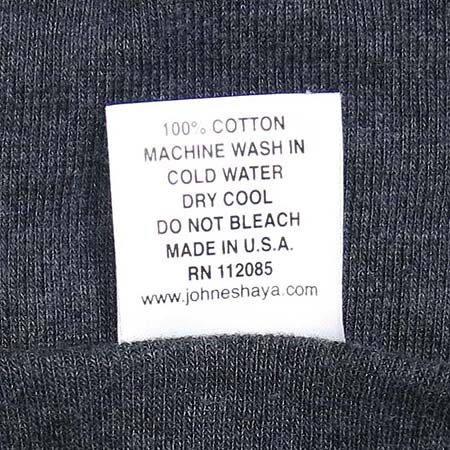 100% COTTON
MACHINE WASH IN
COLD WATER
DRY COOL
DO NOT BLEACH
MADE IN U.S.A.
RN 112085
www.johneshaya.com